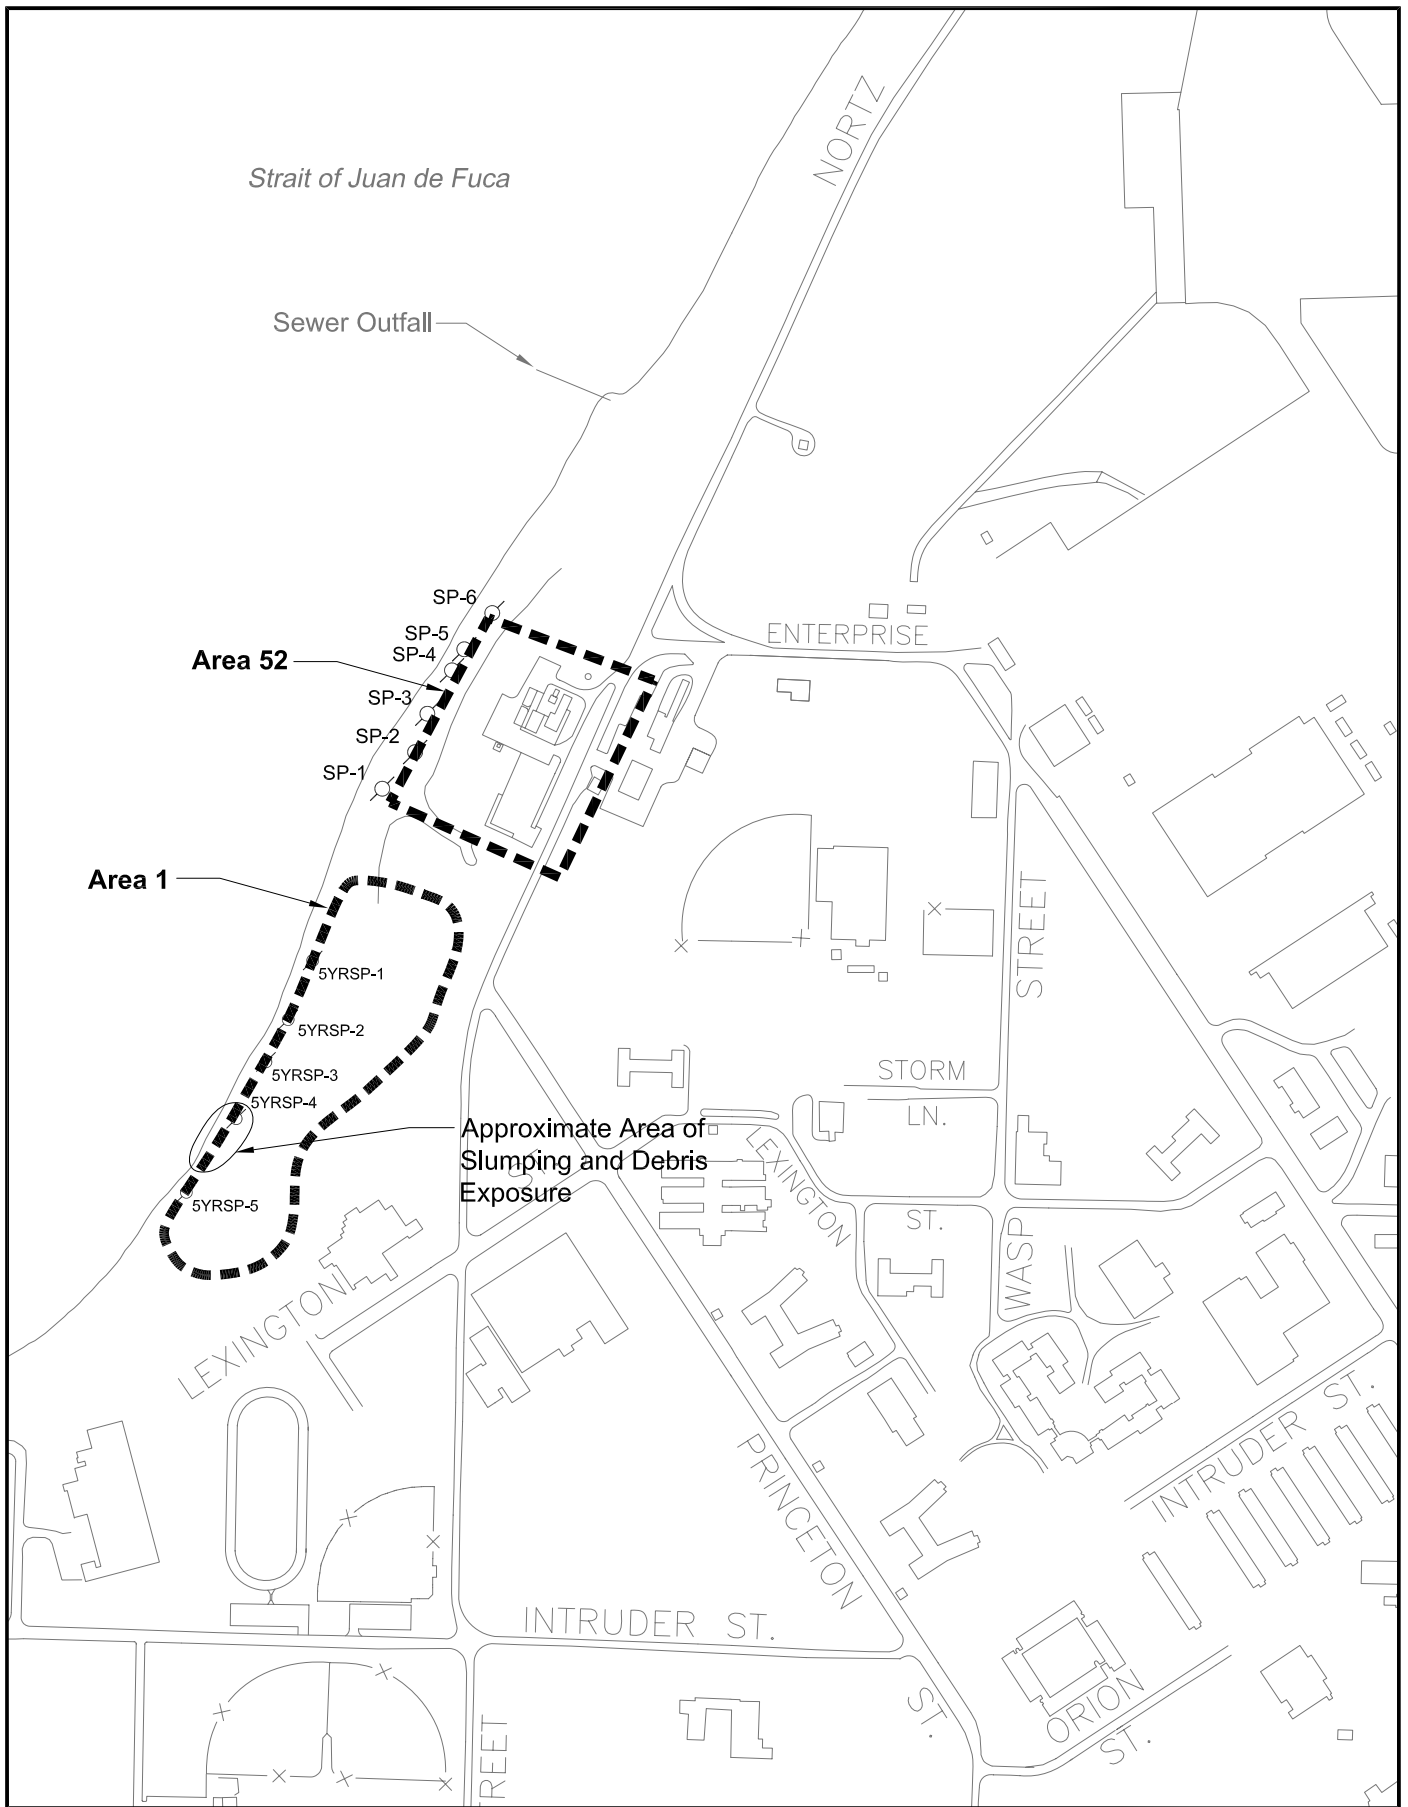 NORTZ
Strait of Juan de Fuca
Sewer Outfall
SP-6
SP-5
ENTERPRISE
SP-4
Area 52
SP-3
SP-2
SP-1
Area 1
STREET
5YRSP-1
5YRSP-2
5YRSP-3
STORM
LN.
5YRSP-4
Approximate Area of
Slumping and Debris
Exposure
ST.
LEXINGTON
5YRSP-5
ST.
WASP
LEXINGTON
INTRUDER ST.
PRINCETON
ST.
INTRUDER ST.
ORION
ST.
REET